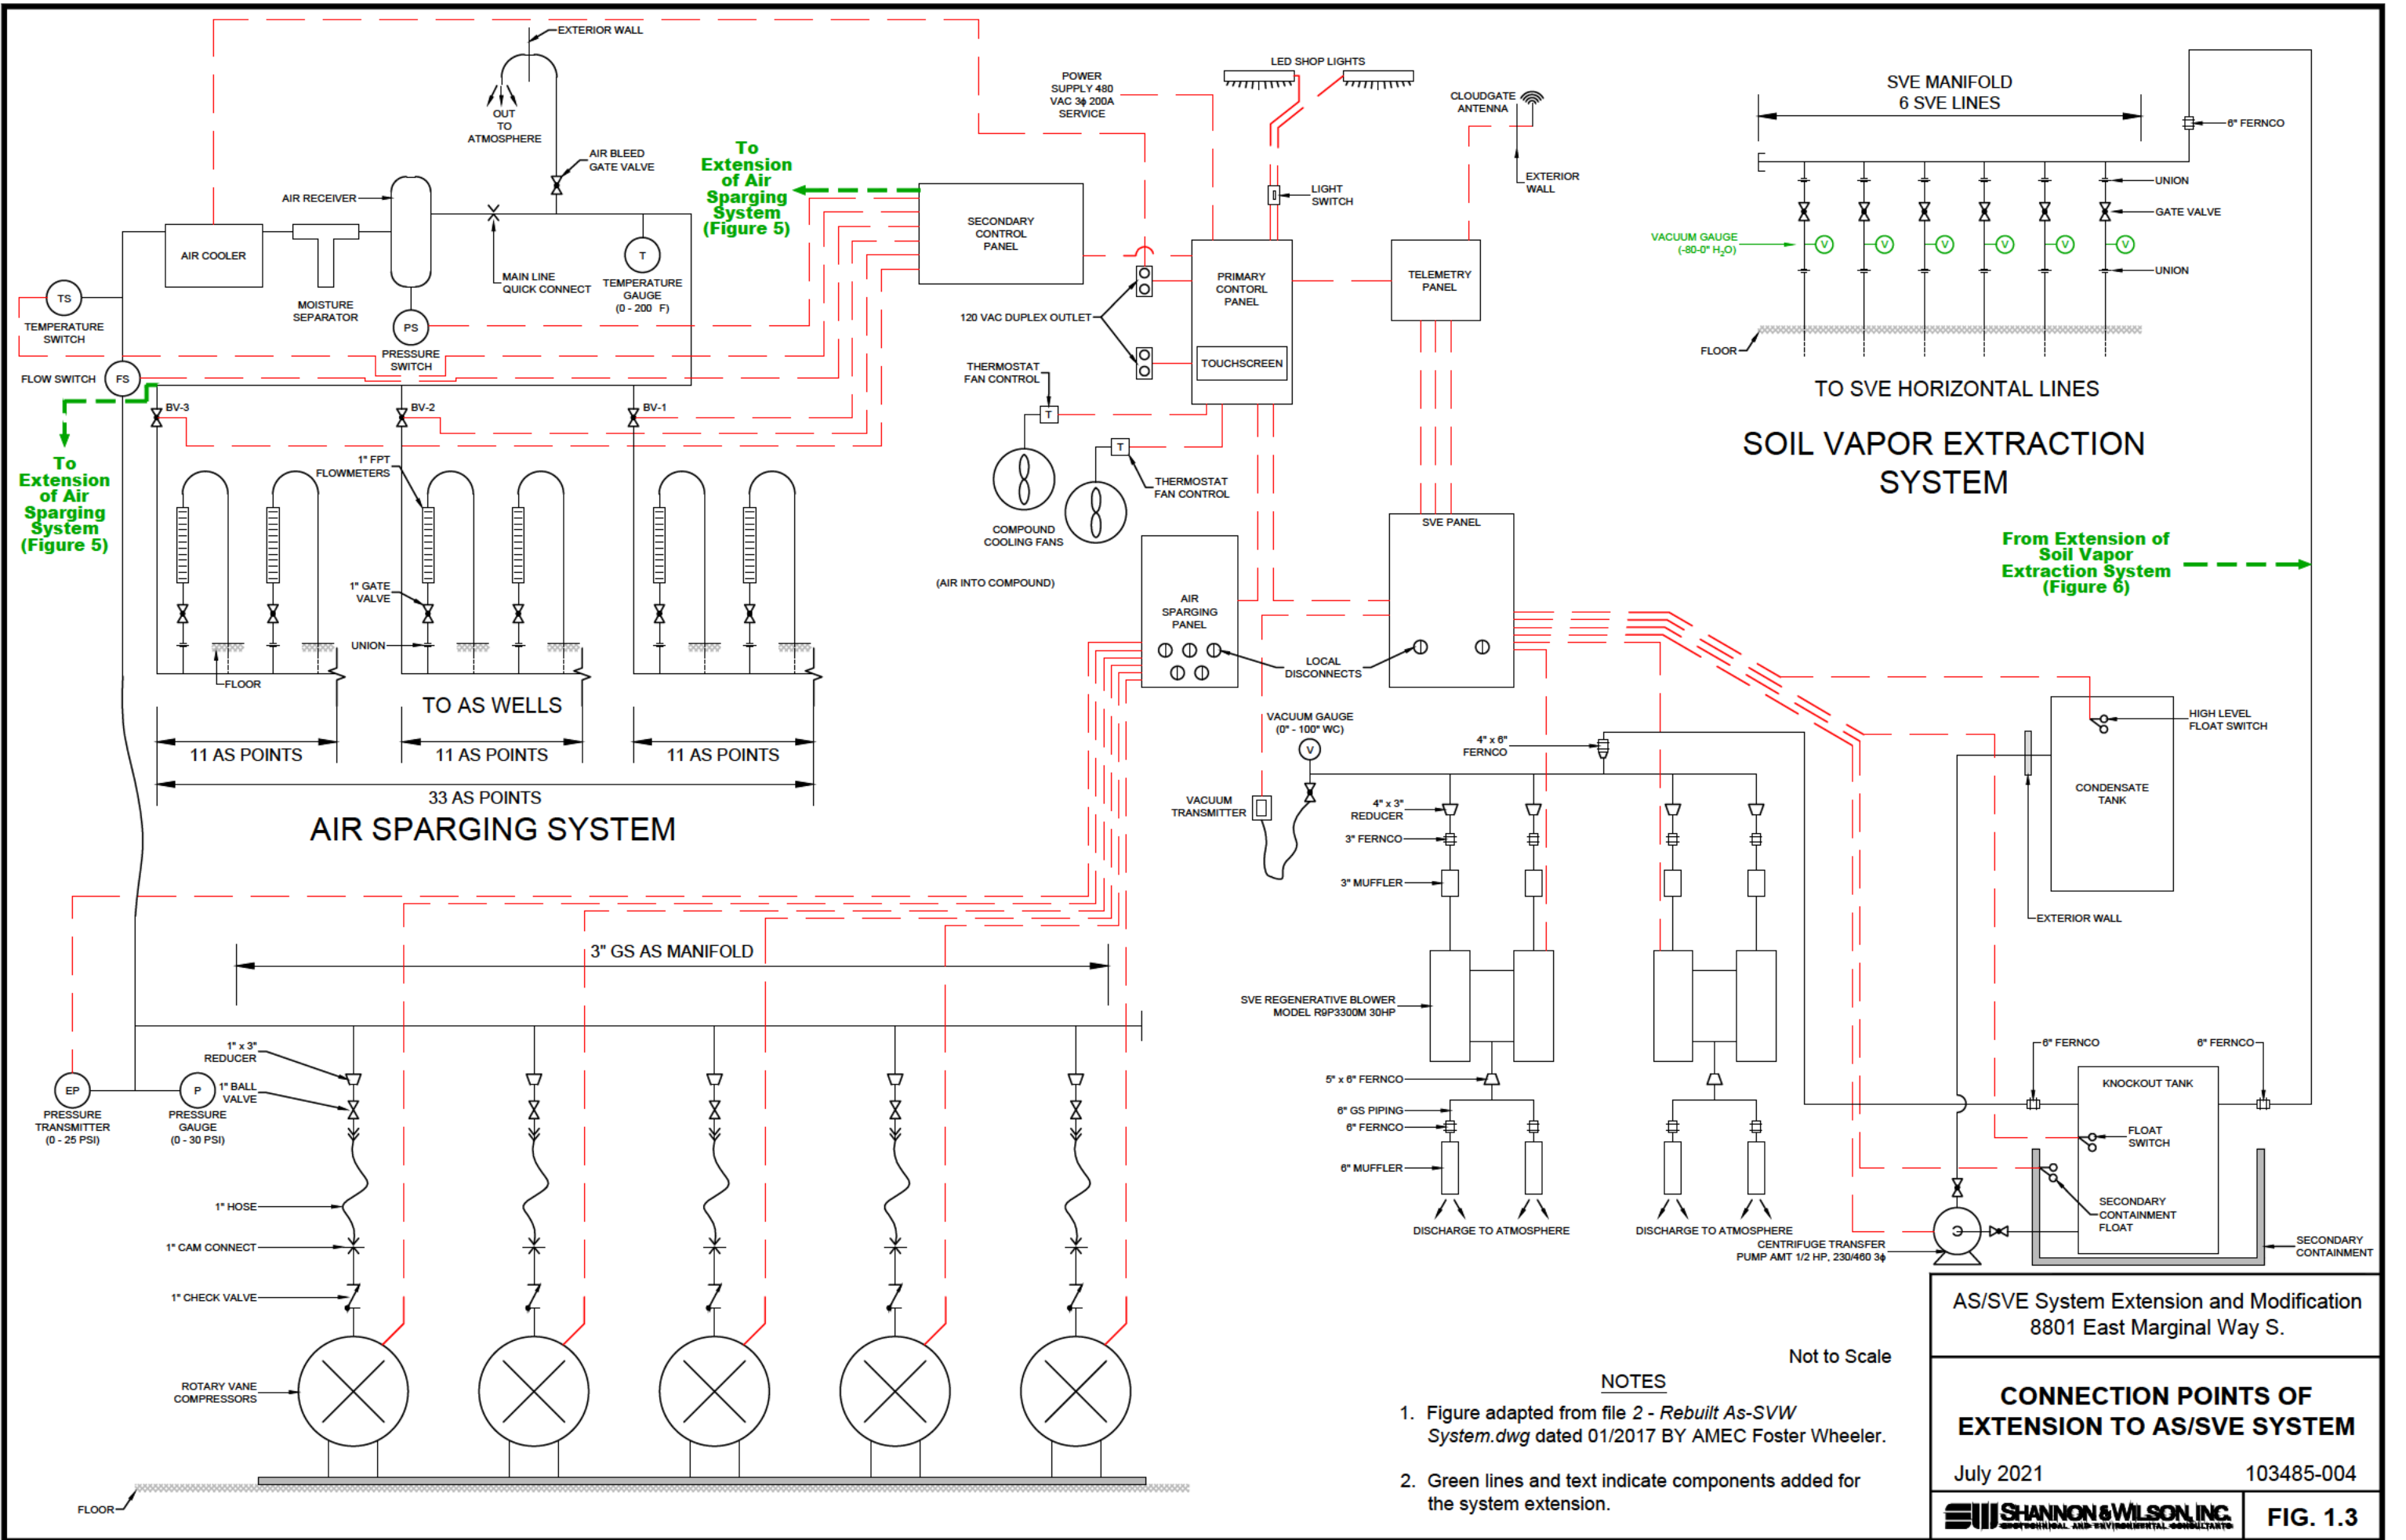 EXTERIOR WALL
OUT
TO
ATMOSPHERE
AIR BLEED
GATE VALVE
AIR RECEIVER
AIR COOLER
MOISTURE
SEPARATOR
MAIN LINE
QUICK CONNECT
T
TEMPERATURE
GAUGE
(0 - 200  F)
TS
TEMPERATURE
SWITCH
PS
PRESSURE
SWITCH
FLOW SWITCH
FS
To
Extension
of Air
Sparging
System
(Figure 5)
To
Extension
of Air
Sparging
System
(Figure 5)
BV-3
BV-2
BV-1
1" FPT
FLOWMETERS
1" GATE
VALVE
UNION
FLOOR
TO AS WELLS
11 AS POINTS
11 AS POINTS
11 AS POINTS
33 AS POINTS
AIR SPARGING SYSTEM
SECONDARY
CONTROL
PANEL
POWER
SUPPLY 480
VAC 3ϕ 200A
SERVICE
LED SHOP LIGHTS
LIGHT
SWITCH
CLOUDGATE
ANTENNA
EXTERIOR
WALL
PRIMARY
CONTORL
PANEL
TOUCHSCREEN
TELEMETRY
PANEL
120 VAC DUPLEX OUTLET
THERMOSTAT
FAN CONTROL
T
T
THERMOSTAT
FAN CONTROL
COMPOUND
COOLING FANS
(AIR INTO COMPOUND)
AIR
SPARGING
PANEL
SVE PANEL
LOCAL
DISCONNECTS
SVE MANIFOLD
6 SVE LINES
6" FERNCO
UNION
GATE VALVE
VACUUM GAUGE
(-80-0" H₂O)
V
V
V
V
V
V
UNION
FLOOR
TO SVE HORIZONTAL LINES
SOIL VAPOR EXTRACTION
SYSTEM
From Extension of
Soil Vapor
Extraction System
(Figure 6)
VACUUM GAUGE
(0" - 100" WC)
V
VACUUM
TRANSMITTER
4" x 6"
FERNCO
4" x 3"
REDUCER
3" FERNCO
3" MUFFLER
SVE REGENERATIVE BLOWER
MODEL R9P3300M 30HP
5" x 6" FERNCO
6" GS PIPING
6" FERNCO
6" MUFFLER
DISCHARGE TO ATMOSPHERE
DISCHARGE TO ATMOSPHERE
HIGH LEVEL
FLOAT SWITCH
CONDENSATE
TANK
EXTERIOR WALL
6" FERNCO
6" FERNCO
KNOCKOUT TANK
FLOAT
SWITCH
SECONDARY
CONTAINMENT
FLOAT
CENTRIFUGE TRANSFER
PUMP AMT 1/2 HP, 230/460 3ϕ
SECONDARY
CONTAINMENT
3" GS AS MANIFOLD
1" x 3"
REDUCER
EP
PRESSURE
TRANSMITTER
(0 - 25 PSI)
P
PRESSURE
GAUGE
(0 - 30 PSI)
1" BALL
VALVE
1" HOSE
1" CAM CONNECT
1" CHECK VALVE
ROTARY VANE
COMPRESSORS
FLOOR
Not to Scale
NOTES
1. Figure adapted from file 2 - Rebuilt As-SVW
System.dwg dated 01/2017 BY AMEC Foster Wheeler.
2. Green lines and text indicate components added for
the system extension.
AS/SVE System Extension and Modification
8801 East Marginal Way S.
CONNECTION POINTS OF
EXTENSION TO AS/SVE SYSTEM
July 2021
103485-004
SHANNON & WILSON, INC.
GEOTECHNICAL AND ENVIRONMENTAL CONSULTANTS
FIG. 1.3